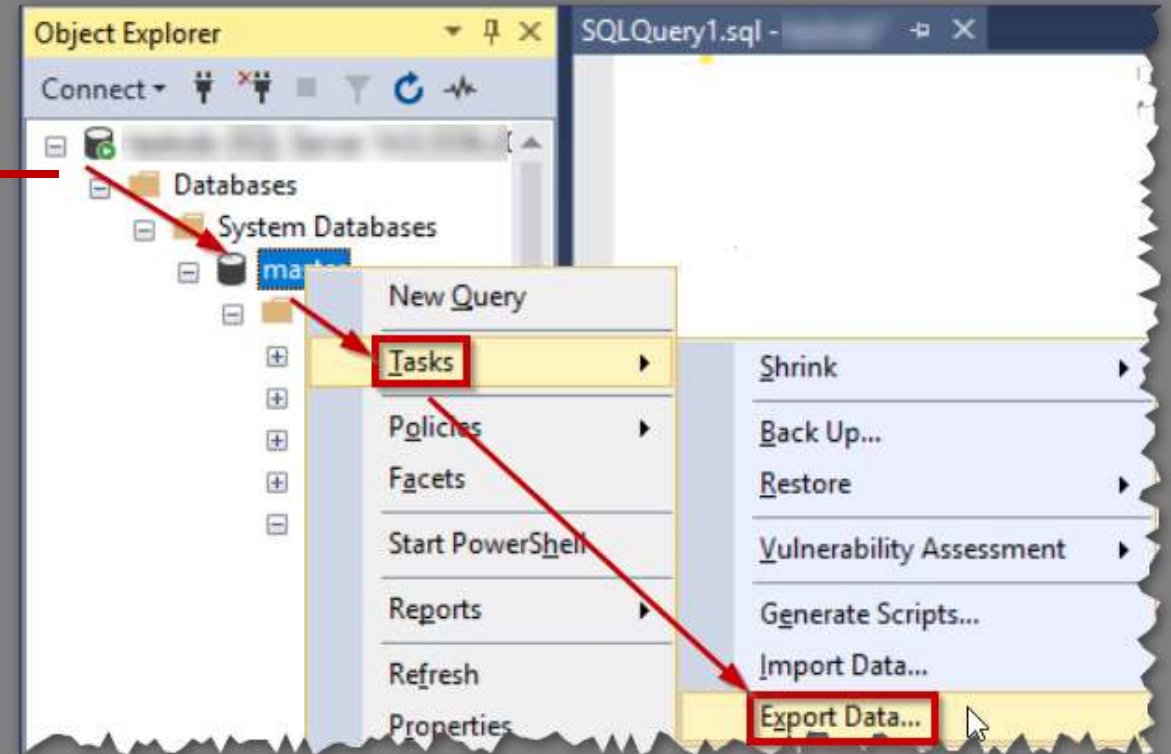 Object Explorer
SQLQuery1.sql -
Connect
Databases
System Databases
master
New Query
Tasks
Policies
Facets
Start PowerShell
Reports
Refresh
Properties
Shrink
Back Up...
Restore
Vulnerability Assessment
Generate Scripts...
Import Data...
Export Data...